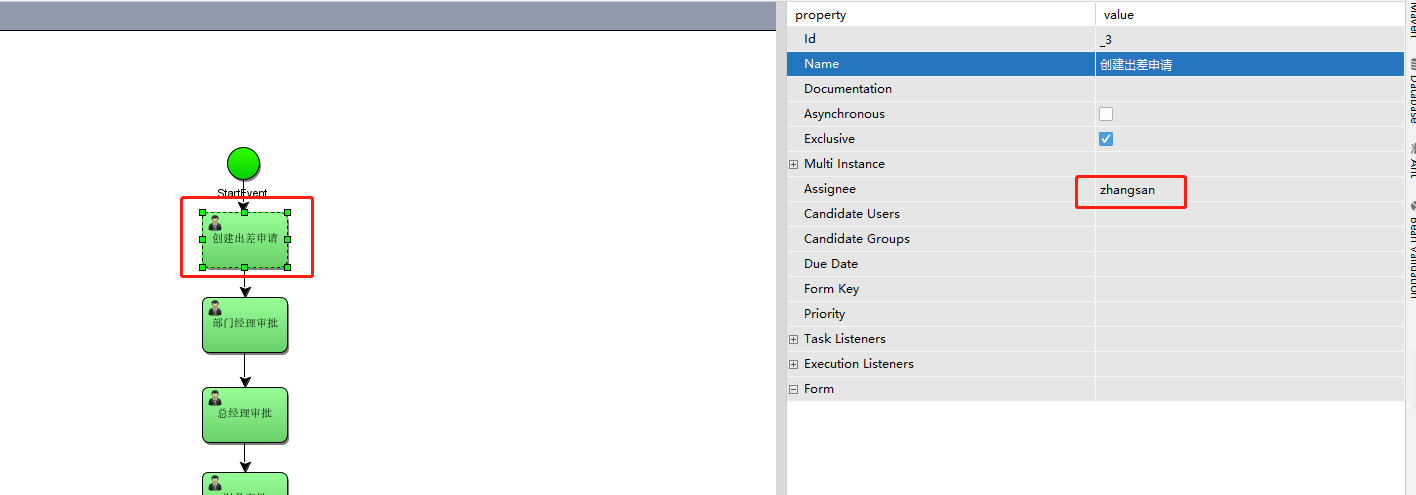 property value
Id _3
Name 创建出差申请
Documentation
Asynchronous
Exclusive
Multi Instance
Assignee zhangsan
Candidate Users
Candidate Groups
Due Date
Form Key
Priority
Task Listeners
Execution Listeners
Form
StartEvent
创建出差申请
部门经理审批
总经理审批
Maven
Database
Ant
Bean Validation